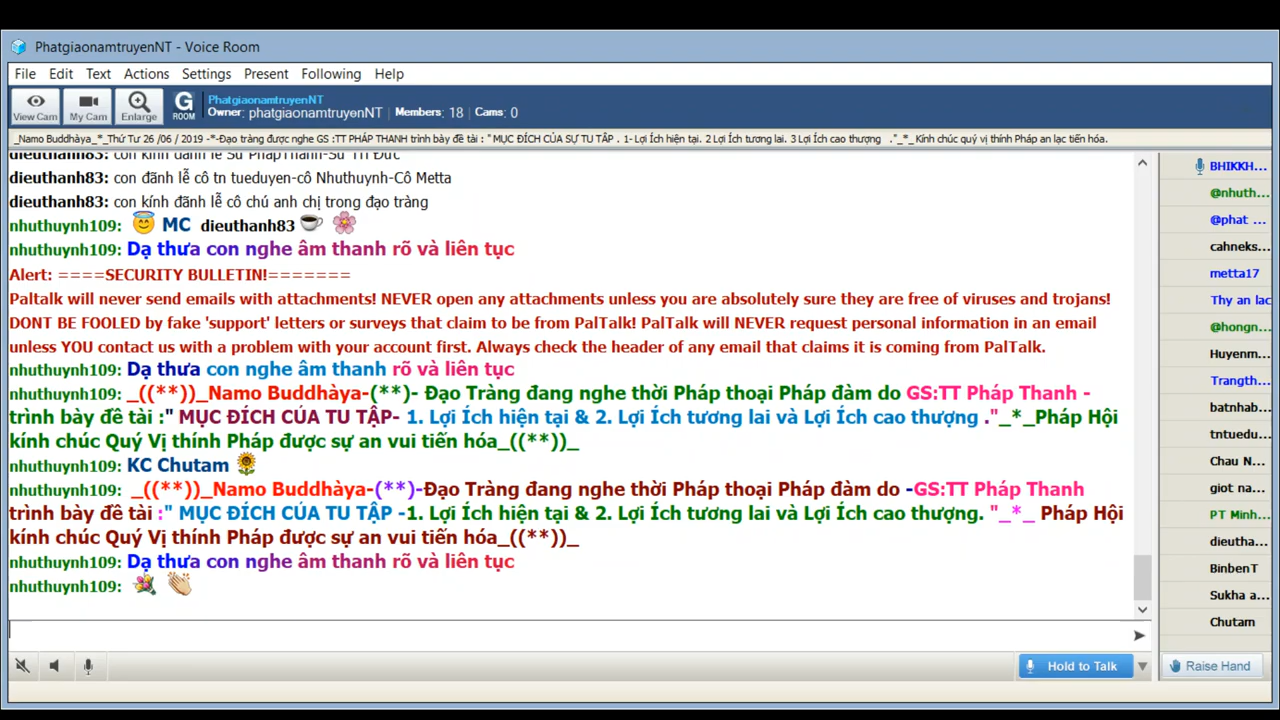 PhatgiaonamtruyenNT - Voice Room
File Edit Text Actions Settings Present Following Help
View Cam My Cam Enlarge G ROOM PhatgiaonamtruyenNT
Owner: phatgiaonamtruyenNT Members: 18 Cams: 0
_Namo Buddhàya_*_Thứ Tư 26 /06 / 2019 -*-Đạo tràng được nghe GS :TT PHÁP THANH trình bày đề tài : " MỤC ĐÍCH CỦA SỰ TU TẬP . 1- Lợi Ích hiện tại. 2 Lợi Ích tương lai. 3 Lợi Ích cao thượng ."_*_ Kính chúc quý vị thính Pháp an lạc tiến hóa.
dieuthanh83: con kính đảnh lễ Sư PhápThanh-Sư Trí Đức
dieuthanh83: con đãnh lễ cô tn tueduyen-cô Nhuthuynh-Cô Metta
dieuthanh83: con kính đãnh lễ cô chú anh chị trong đạo tràng
nhuthuynh109: MC dieuthanh83
nhuthuynh109: Dạ thưa con nghe âm thanh rõ và liên tục
Alert: ====SECURITY BULLETIN!=======
Paltalk will never send emails with attachments! NEVER open any attachments unless you are absolutely sure they are free of viruses and trojans!
DONT BE FOOLED by fake 'support' letters or surveys that claim to be from PalTalk! PalTalk will NEVER request personal information in an email
unless YOU contact us with a problem with your account first. Always check the header of any email that claims it is coming from PalTalk.
nhuthuynh109: Dạ thưa con nghe âm thanh rõ và liên tục
nhuthuynh109: _((**))_Namo Buddhàya-(**)- Đạo Tràng đang nghe thời Pháp thoại Pháp đàm do GS:TT Pháp Thanh -
trình bày đề tài :" MỤC ĐÍCH CỦA TU TẬP- 1. Lợi Ích hiện tại & 2. Lợi Ích tương lai và Lợi Ích cao thượng ."_*_Pháp Hội
kính chúc Quý Vị thính Pháp được sự an vui tiến hóa_((**))_
nhuthuynh109: KC Chutam
nhuthuynh109: _((**))_Namo Buddhàya-(**)-Đạo Tràng đang nghe thời Pháp thoại Pháp đàm do -GS:TT Pháp Thanh
trình bày đề tài :" MỤC ĐÍCH CỦA TU TẬP -1. Lợi Ích hiện tại & 2. Lợi Ích tương lai và Lợi Ích cao thượng. "_*_ Pháp Hội
kính chúc Quý Vị thính Pháp được sự an vui tiến hóa_((**))_
nhuthuynh109: Dạ thưa con nghe âm thanh rõ và liên tục
nhuthuynh109:
BHIKKH...
@nhuth...
@phat ...
cahneks...
metta17
Thy an lac
@hongn...
Huyenm...
Trangth...
batnhab...
tntuedu...
Chau N...
giot na...
PT Minh...
dieutha...
BinbenT
Sukha a...
Chutam
Hold to Talk Raise Hand